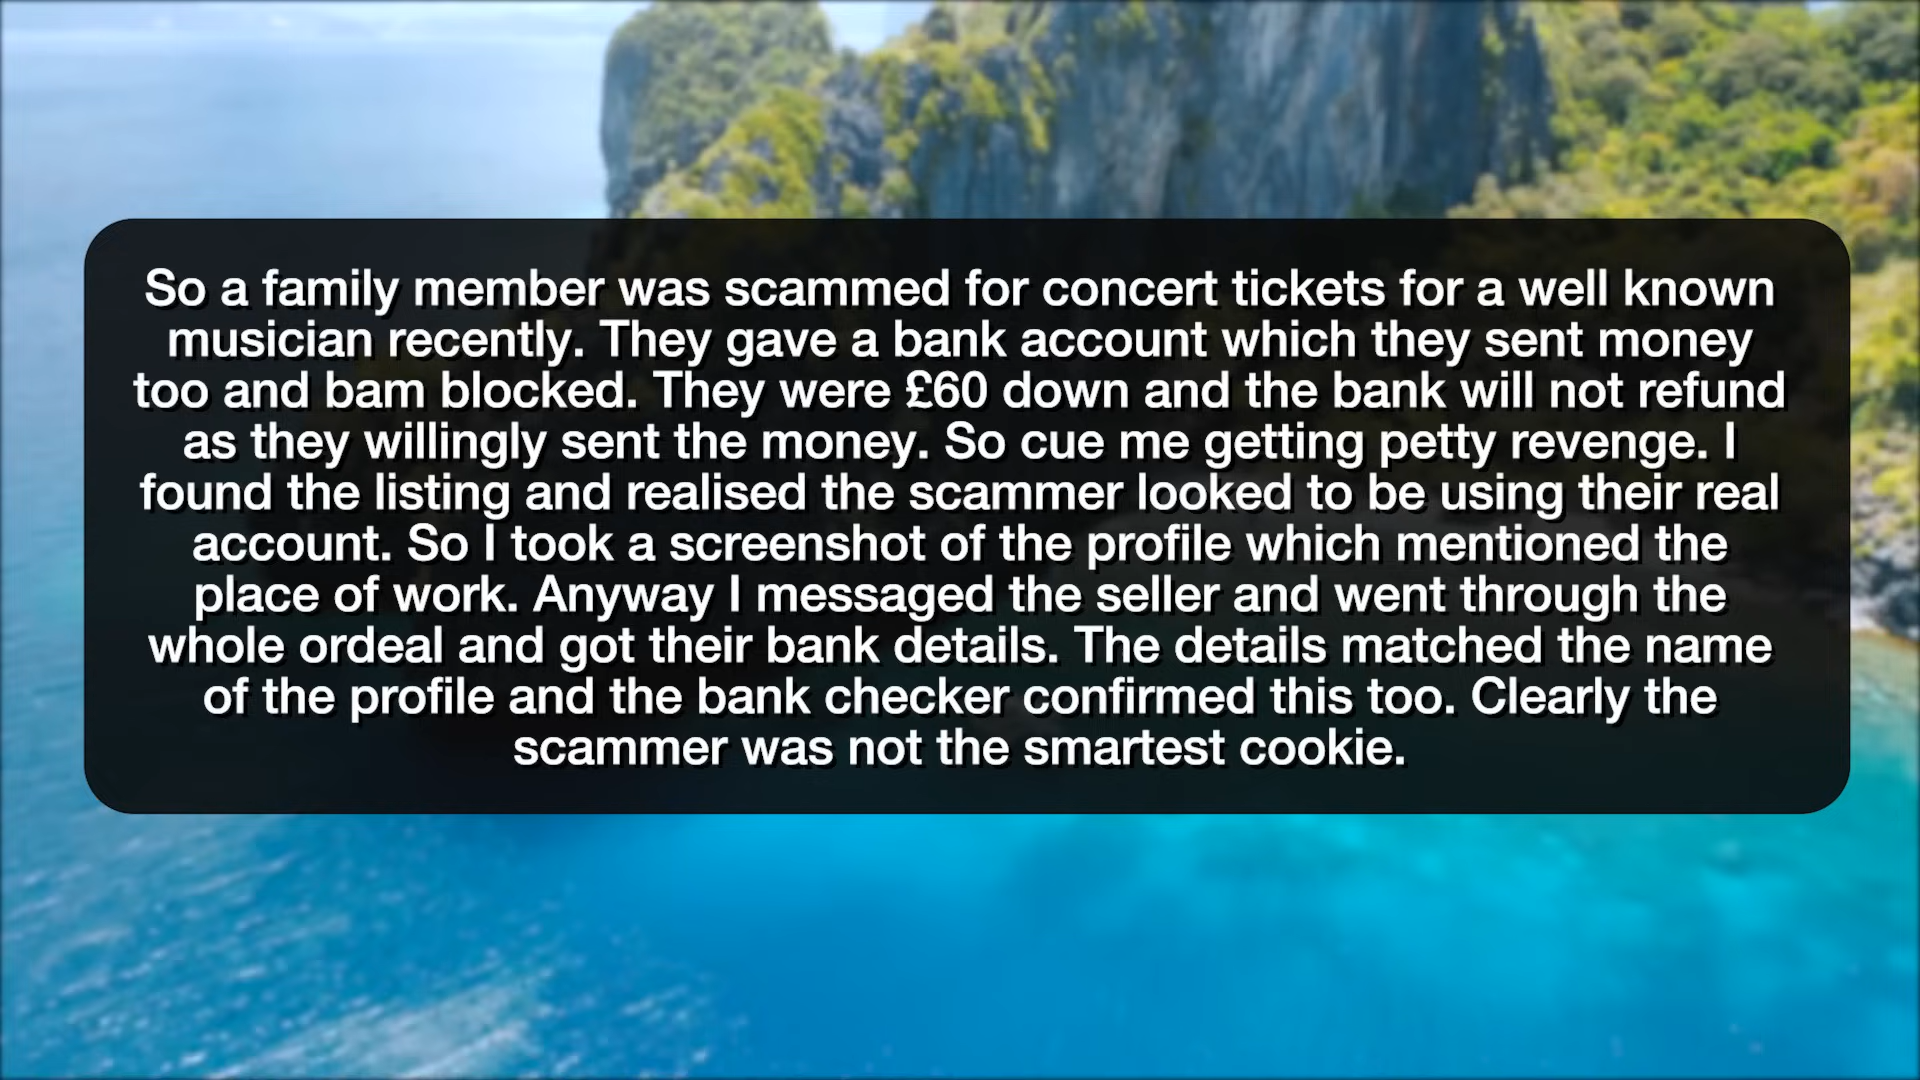 So a family member was scammed for concert tickets for a well known
musician recently. They gave a bank account which they sent money
too and bam blocked. They were £60 down and the bank will not refund
as they willingly sent the money. So cue me getting petty revenge. I
found the listing and realised the scammer looked to be using their real
account. So I took a screenshot of the profile which mentioned the
place of work. Anyway I messaged the seller and went through the
whole ordeal and got their bank details. The details matched the name
of the profile and the bank checker confirmed this too. Clearly the
scammer was not the smartest cookie.